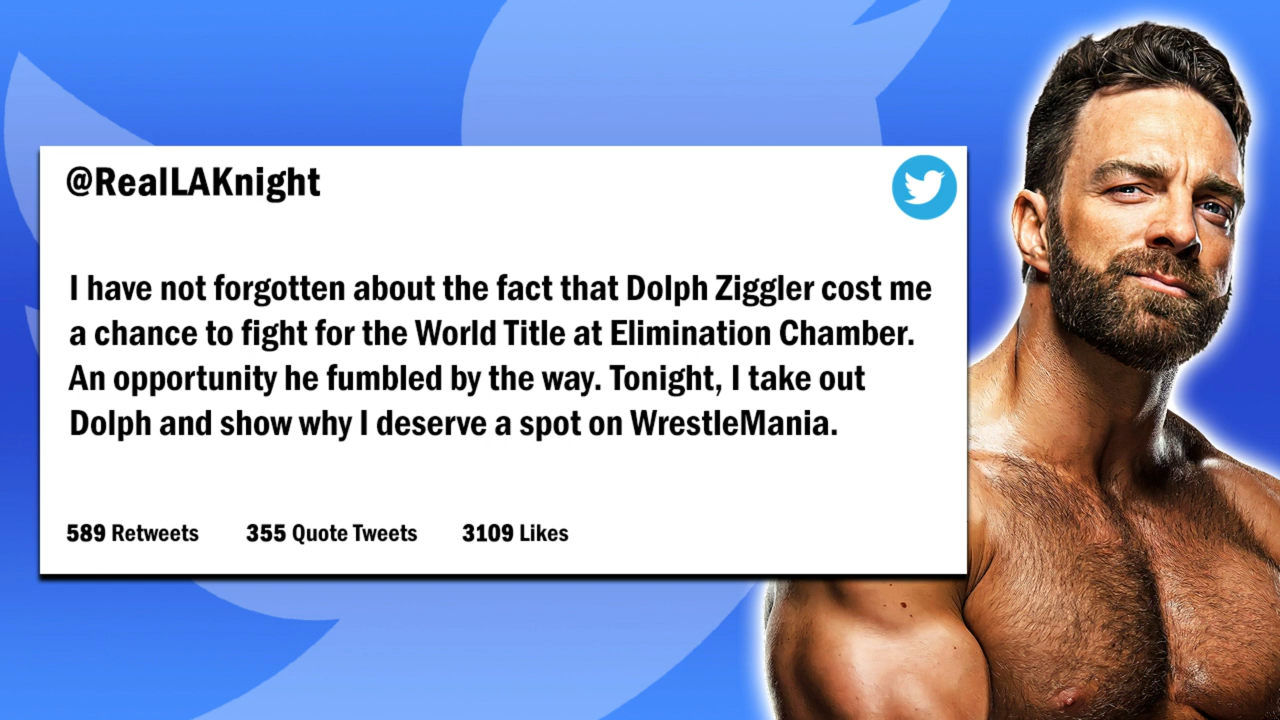 @RealLAKnight
I have not forgotten about the fact that Dolph Ziggler cost me
a chance to fight for the World Title at Elimination Chamber.
An opportunity he fumbled by the way. Tonight, I take out
Dolph and show why I deserve a spot on WrestleMania.
589 Retweets 355 Quote Tweets 3109 Likes